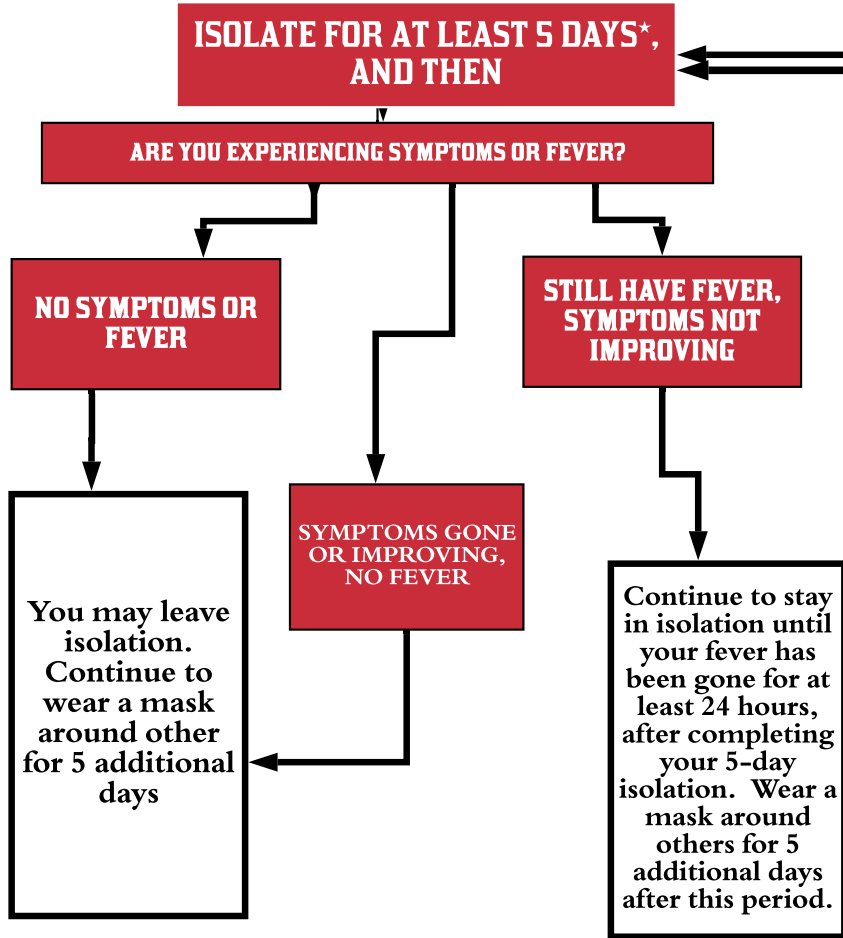 ISOLATE FOR AT LEAST 5 DAYS★,
AND THEN
ARE YOU EXPERIENCING SYMPTOMS OR FEVER?
NO SYMPTOMS OR
FEVER
STILL HAVE FEVER,
SYMPTOMS NOT
IMPROVING
SYMPTOMS GONE
OR IMPROVING,
NO FEVER
You may leave
isolation.
Continue to
wear a mask
around other
for 5 additional
days
Continue to stay
in isolation until
your fever has
been gone for at
least 24 hours,
after completing
your 5-day
isolation. Wear a
mask around
others for 5
additional days
after this period.